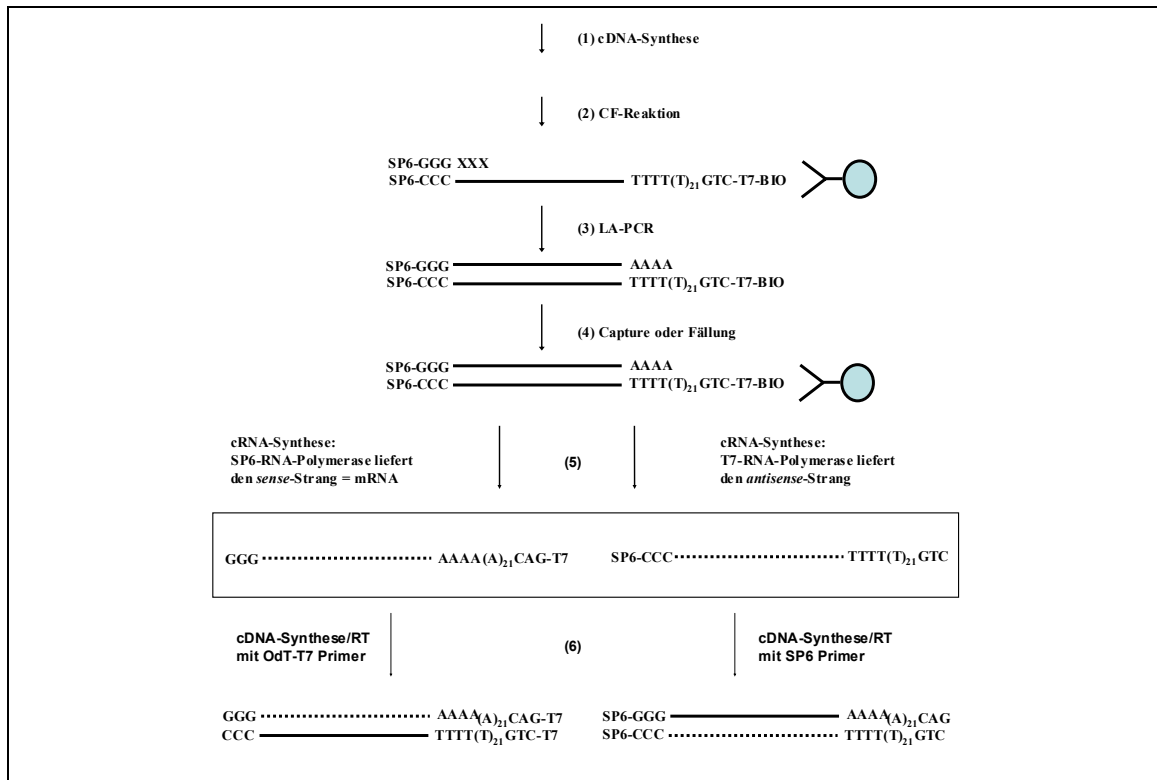 (1) cDNA-Synthese
(2) CF-Reaktion
SP6-GGG XXX
SP6-CCC TTTT(T)21GTC-T7-BIO
(3) LA-PCR
SP6-GGG AAAA
SP6-CCC TTTT(T)21GTC-T7-BIO
(4) Capture oder Fällung
SP6-GGG AAAA
SP6-CCC TTTT(T)21GTC-T7-BIO
cRNA-Synthese:
SP6-RNA-Polymerase liefert
den sense-Strang = mRNA
(5)
cRNA-Synthese:
T7-RNA-Polymerase liefert
den antisense-Strang
GGG AAAA(A)21CAG-T7
SP6-CCC TTTT(T)21GTC
cDNA-Synthese/RT
mit OdT-T7 Primer
(6)
cDNA-Synthese/RT
mit SP6 Primer
GGG AAAA(A)21CAG-T7
CCC TTTT(T)21GTC-T7
SP6-GGG AAAA(A)21CAG
SP6-CCC TTTT(T)21GTC